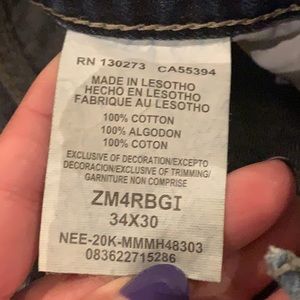 RN 130273 CA55394
MADE IN LESOTHO
HECHO EN LESOTHO
FABRIQUE AU LESOTHO
100% COTTON
100% ALGODON
100% COTON
EXCLUSIVE OF DECORATION/EXCEPTO
DECORACION/EXCLUSIVE OF TRIMMING/
GARNITURE NON COMPRISE
ZM4RBGI
34X30
NEE-20K-MMMH48303
083622715286